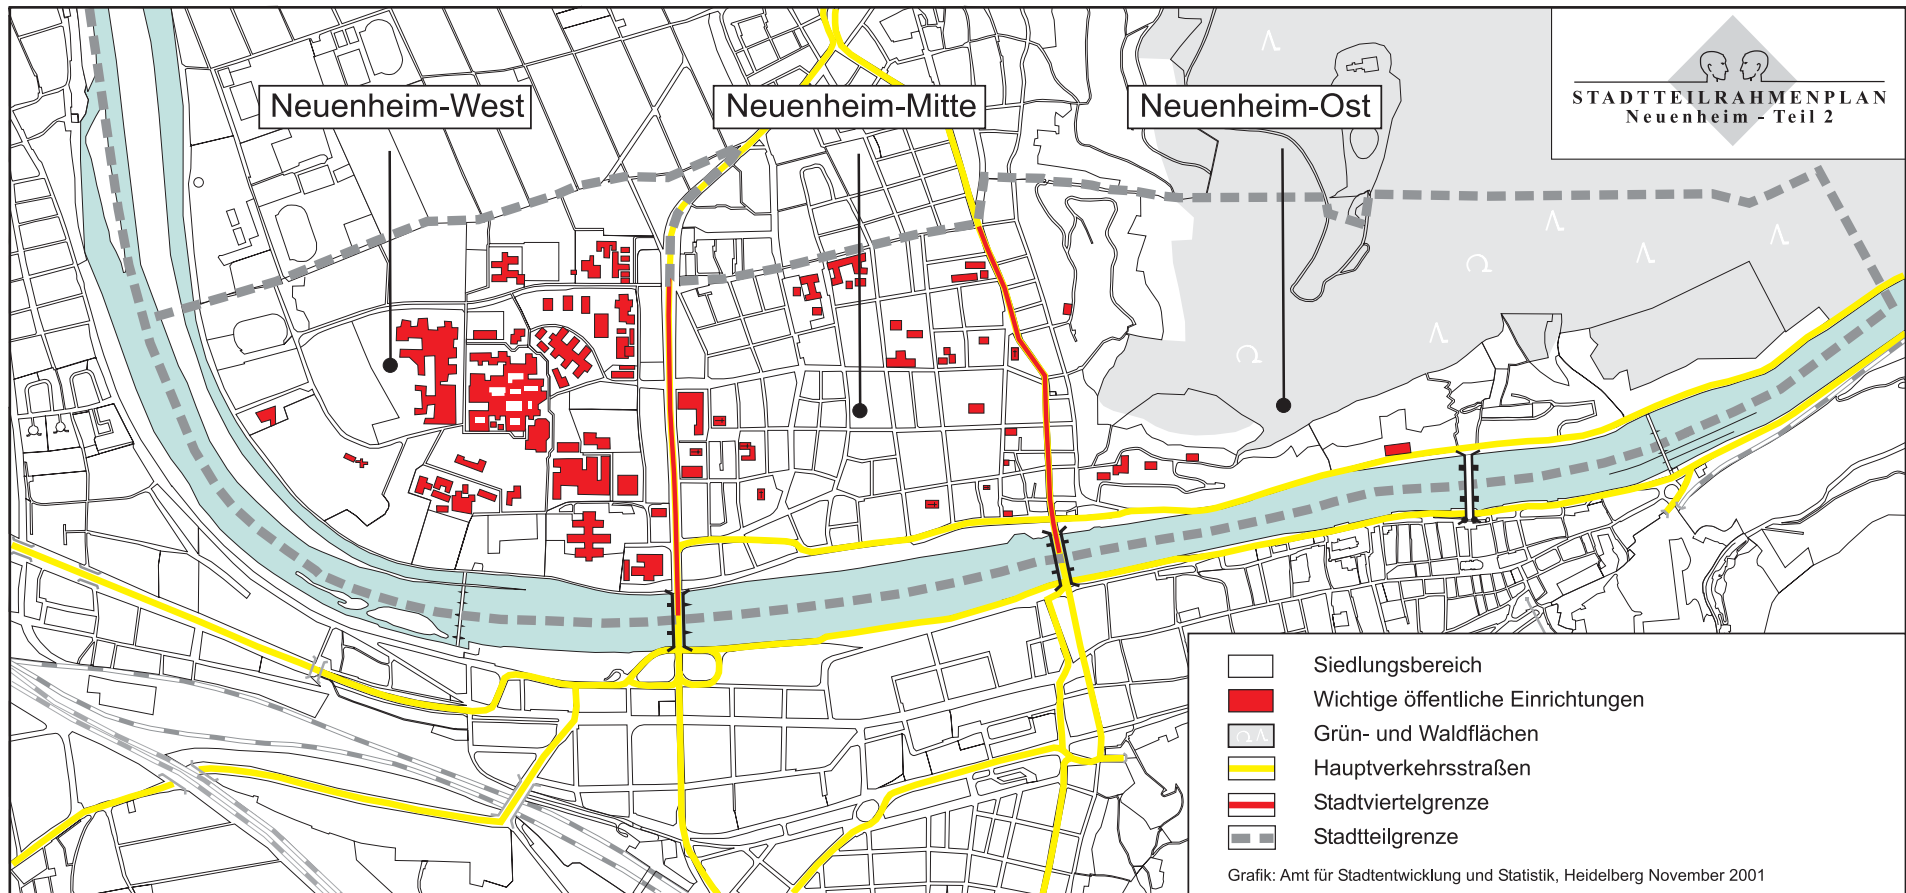 Neuenheim-West
Neuenheim-Mitte
Neuenheim-Ost
STADTTEILRAHMENPLAN
Neuenheim - Teil 2
Siedlungsbereich
Wichtige öffentliche Einrichtungen
Grün- und Waldflächen
Hauptverkehrsstraßen
Stadtviertelgrenze
Stadtteilgrenze
Grafik: Amt für Stadtentwicklung und Statistik, Heidelberg November 2001